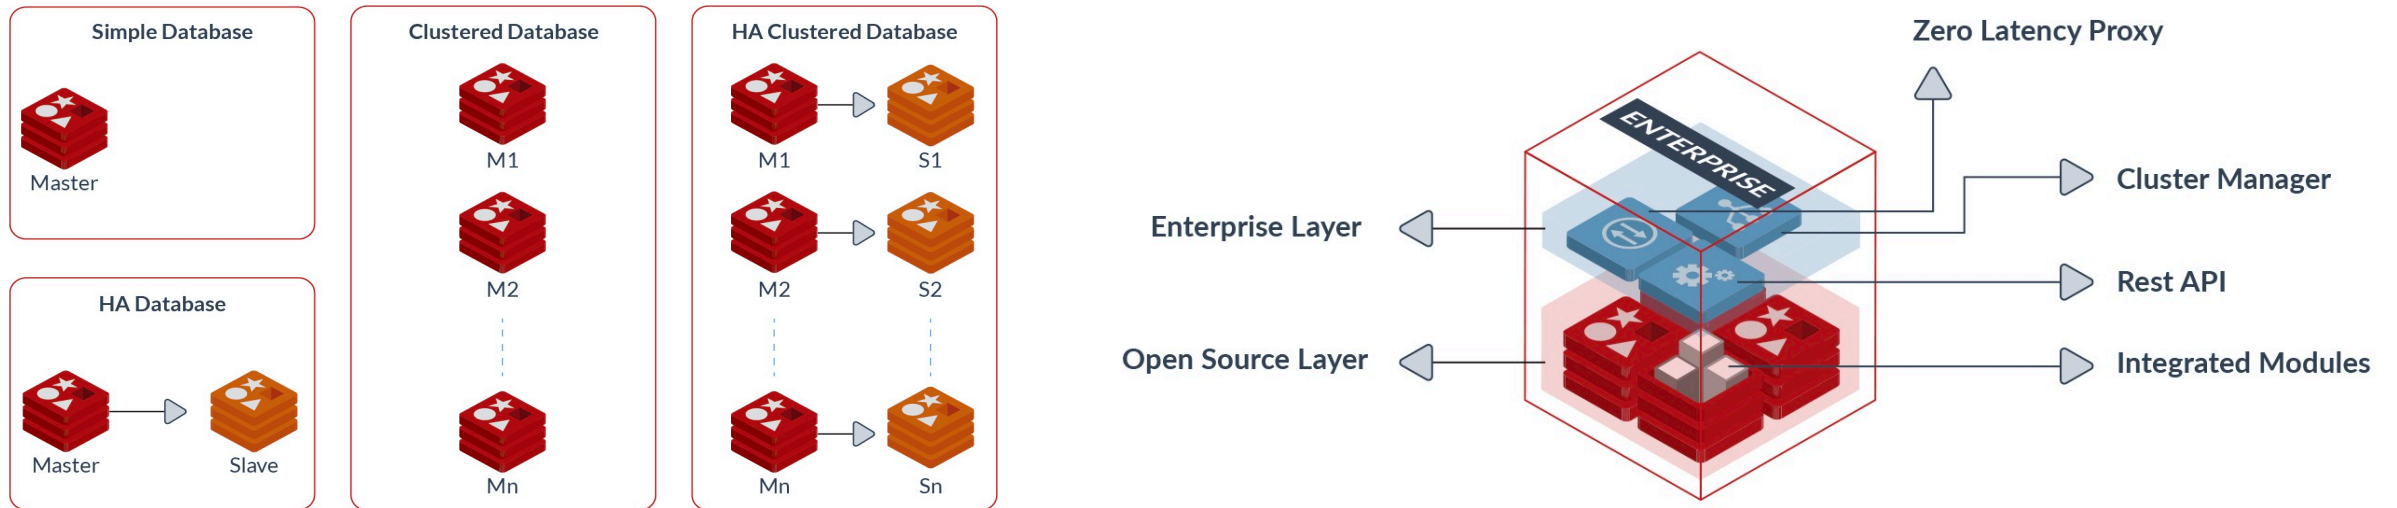 Simple Database
Master
HA Database
Master
Slave
Clustered Database
M1
M2
Mn
HA Clustered Database
M1
S1
M2
S2
Mn
Sn
Zero Latency Proxy
ENTERPRISE
Cluster Manager
Enterprise Layer
Rest API
Open Source Layer
Integrated Modules